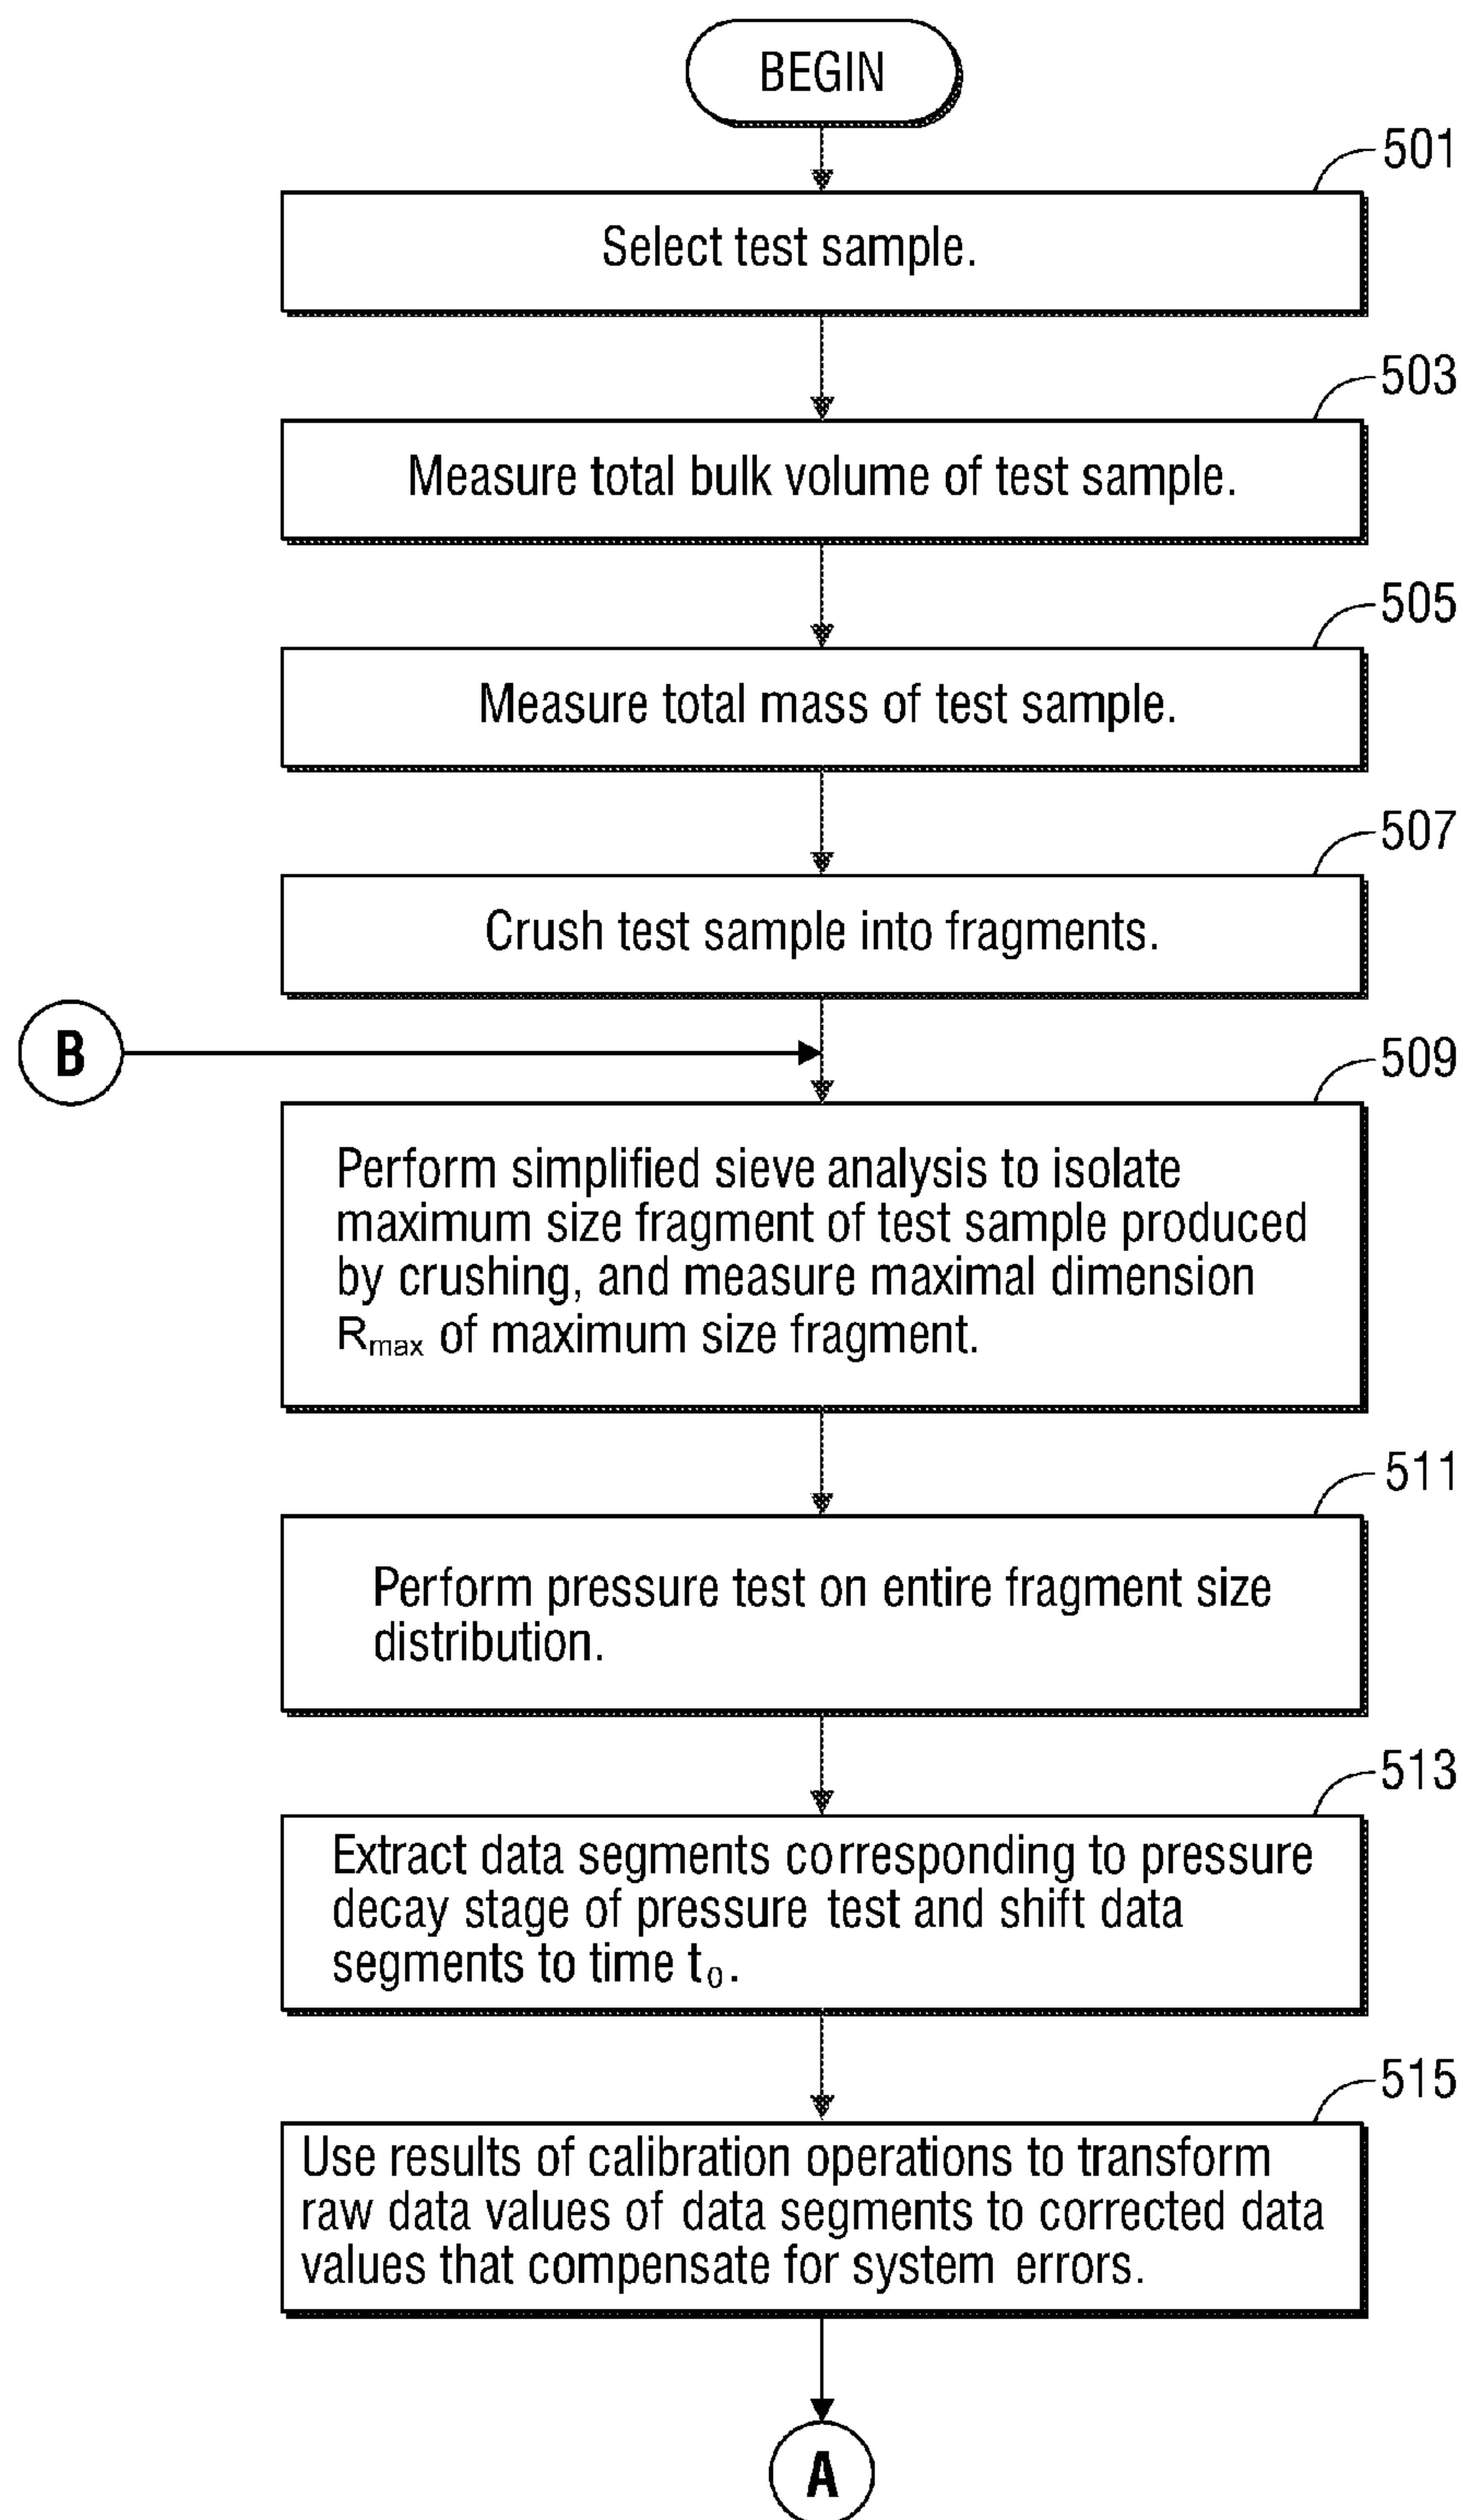 BEGIN
501
Select test sample.
503
Measure total bulk volume of test sample.
505
Measure total mass of test sample.
507
Crush test sample into fragments.
B
509
Perform simplified sieve analysis to isolate
maximum size fragment of test sample produced
by crushing, and measure maximal dimension
Rmax of maximum size fragment.
511
Perform pressure test on entire fragment size
distribution.
513
Extract data segments corresponding to pressure
decay stage of pressure test and shift data
segments to time t0.
515
Use results of calibration operations to transform
raw data values of data segments to corrected data
values that compensate for system errors.
A